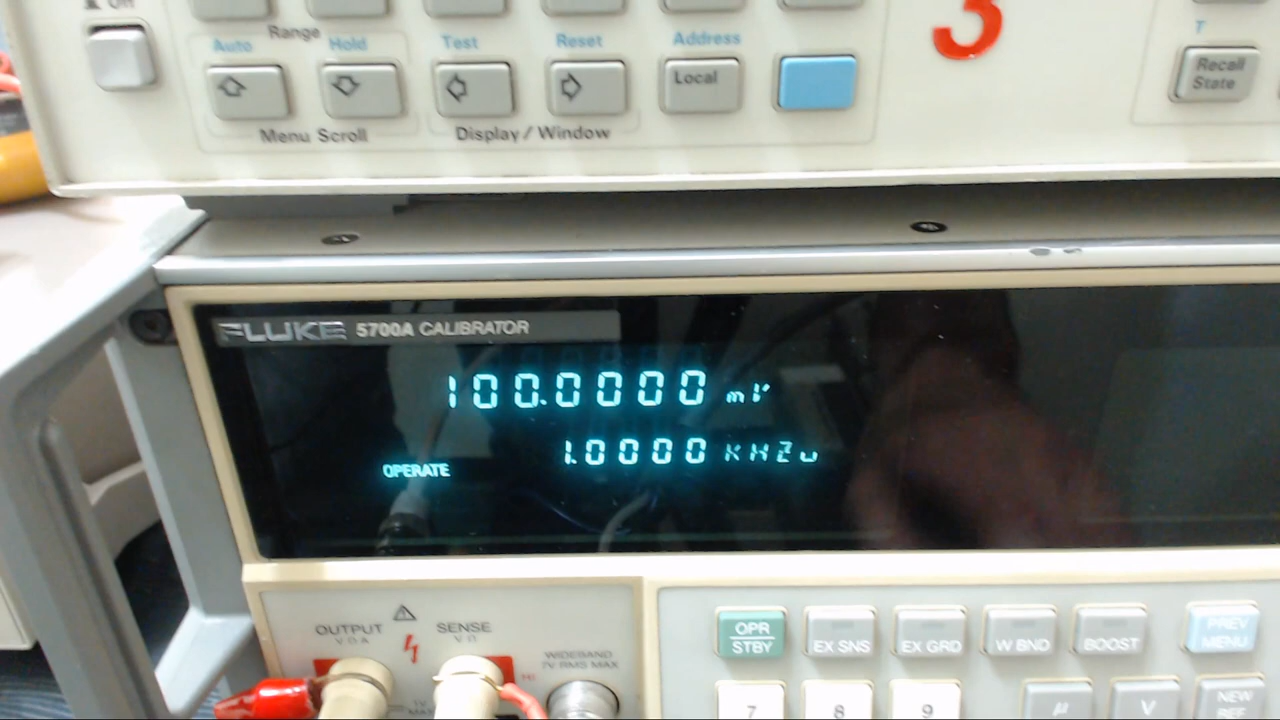 Off
Range
Auto Hold Test Reset Address T
Local
Recall
State
Menu Scroll Display / Window
3
FLUKE 5700A CALIBRATOR
100.0000 mV
1.0000 KHZ
OPERATE
OUTPUT SENSE
V Ω A V Ω
WIDEBAND
7V RMS MAX
HI
1V
OPR
STBY
EX SNS
EX GRD
W BND
BOOST
PREV
MENU
7 8 9 µ V NEW
REF